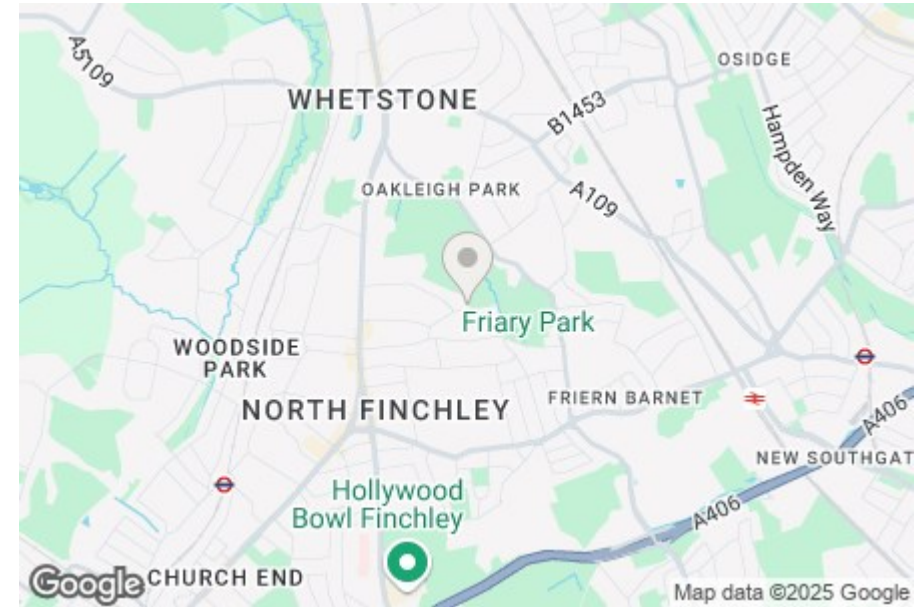 A5109
OSIDGE
WHETSTONE
B1453
Hampden Way
OAKLEIGH PARK
A109
Friary Park
WOODSIDE
PARK
FRIERN BARNET
NORTH FINCHLEY
A406
NEW SOUTHGAT
Hollywood
Bowl Finchley
A406
Google
CHURCH END
Map data ©2025 Google